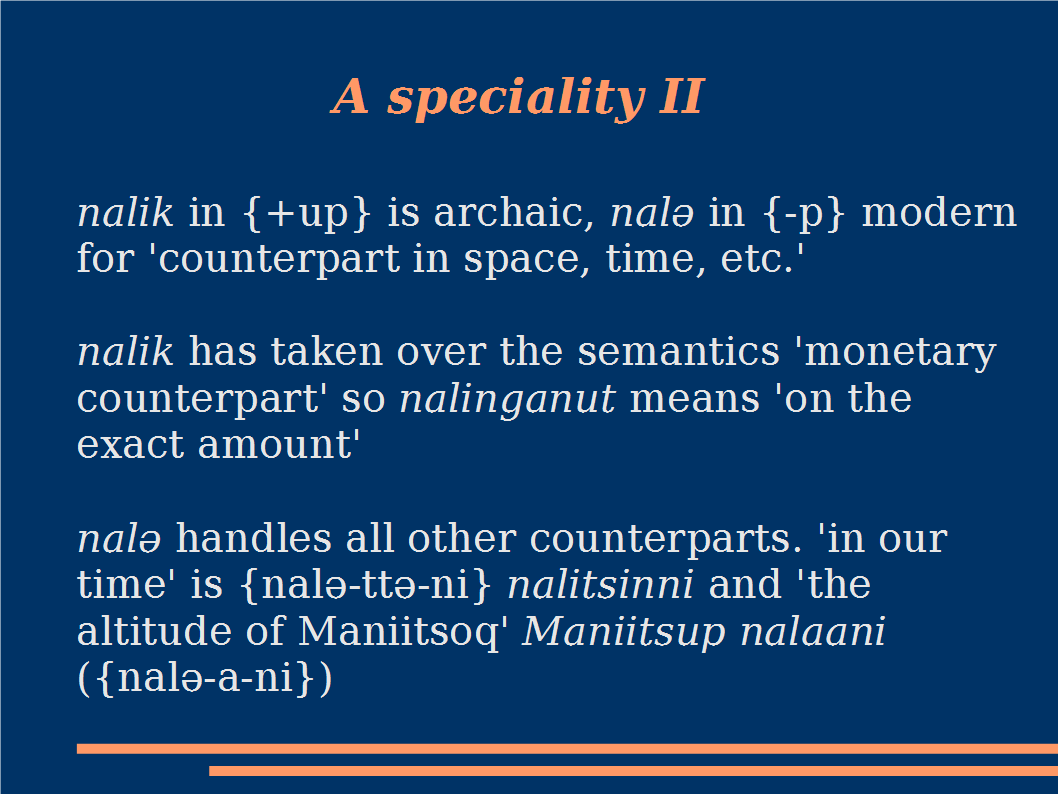 A speciality II
nalik in {+up} is archaic, nalə in {-p} modern
for 'counterpart in space, time, etc.'
nalik has taken over the semantics 'monetary
counterpart' so nalinganut means 'on the
exact amount'
nalə handles all other counterparts. 'in our
time' is {nalə-ttə-ni} nalitsinni and 'the
altitude of Maniitsoq' Maniitsup nalaani
({nalə-a-ni})